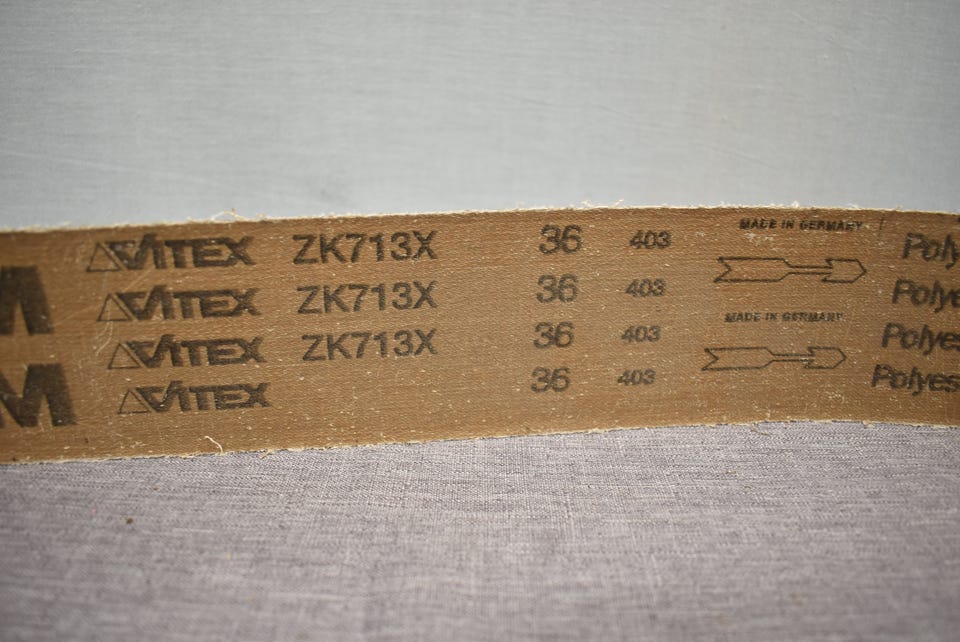 VITEX ZK713X 36 403 MADE IN GERMANY Poly
VITEX ZK713X 36 403 Polye
VITEX ZK713X 36 403 MADE IN GERMANY Polye
VITEX 36 403 Polyes
M
M